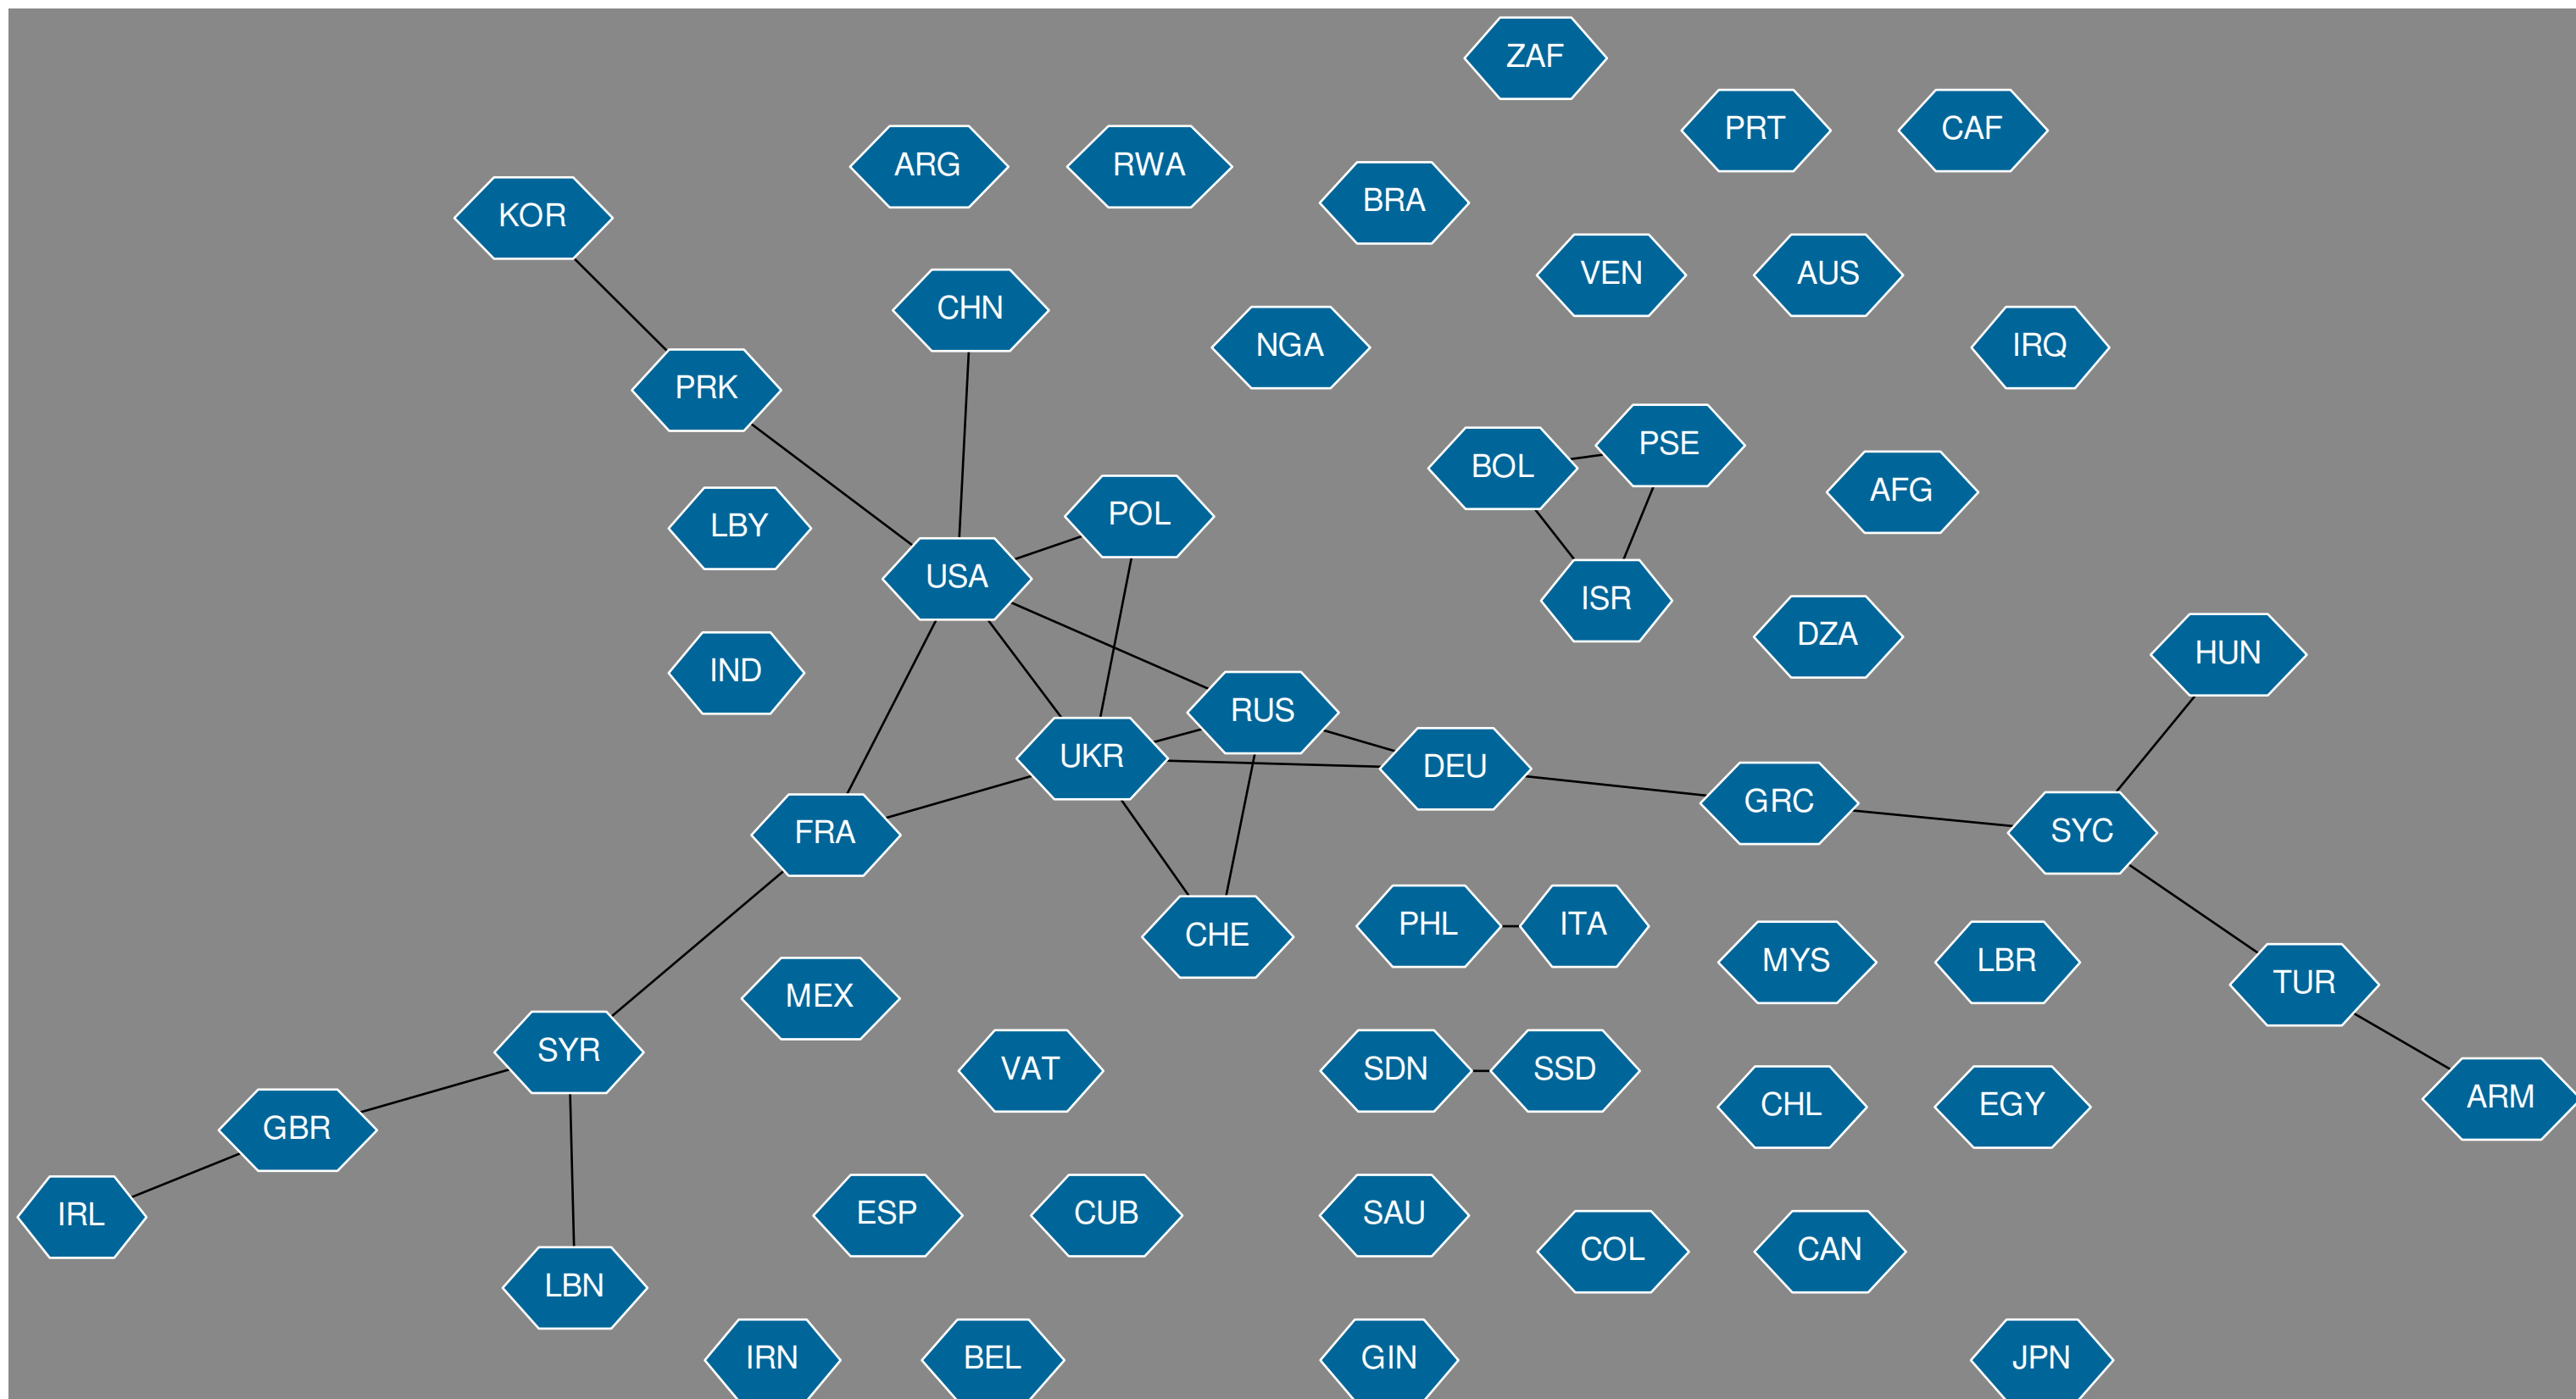 ZAF
PRT
CAF
ARG
RWA
BRA
KOR
VEN
AUS
CHN
NGA
IRQ
PRK
PSE
BOL
AFG
POL
LBY
USA
ISR
DZA
HUN
IND
RUS
UKR
DEU
GRC
SYC
FRA
CHE
PHL
ITA
MYS
LBR
TUR
MEX
SYR
VAT
SDN
SSD
ARM
CHL
EGY
GBR
IRL
ESP
CUB
SAU
COL
CAN
LBN
IRN
BEL
GIN
JPN